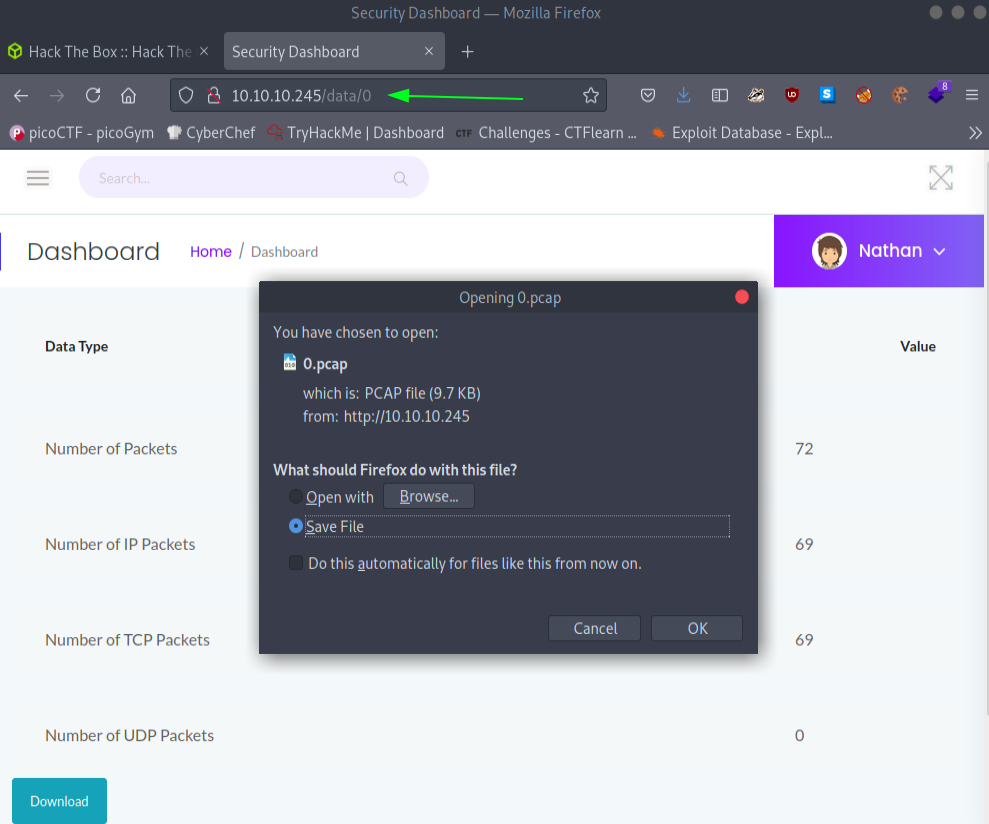 Security Dashboard — Mozilla Firefox
Hack The Box :: Hack The
Security Dashboard
10.10.10.245/data/0
8
picoCTF - picoGym CyberChef TryHackMe | Dashboard CTF Challenges - CTFlearn ... Exploit Database - Expl...
Search...
Dashboard Home / Dashboard Nathan
Opening 0.pcap
You have chosen to open:
0.pcap
which is: PCAP file (9.7 KB)
from: http://10.10.10.245
What should Firefox do with this file?
Open with Browse...
Save File
Do this automatically for files like this from now on.
Cancel OK
Data Type Value
Number of Packets 72
Number of IP Packets 69
Number of TCP Packets 69
Number of UDP Packets 0
Download